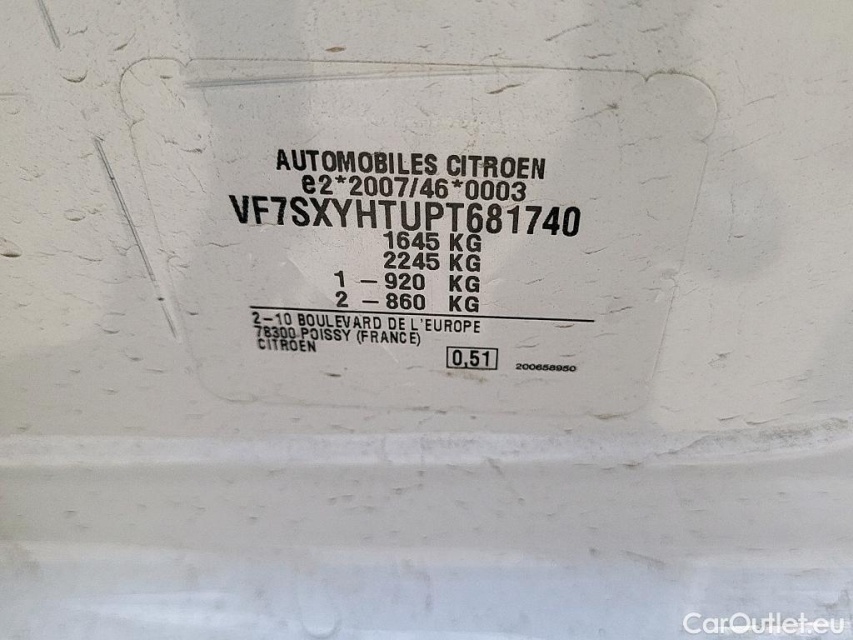 AUTOMOBILES CITROEN
e2*2007/46*0003
VF7SXYHTUPT681740
1645 KG
2245 KG
1 – 920 KG
2 – 860 KG
2-10 BOULEVARD DE L'EUROPE
78300 POISSY (FRANCE)
CITROEN
0,51
200658950
CarOutlet.eu